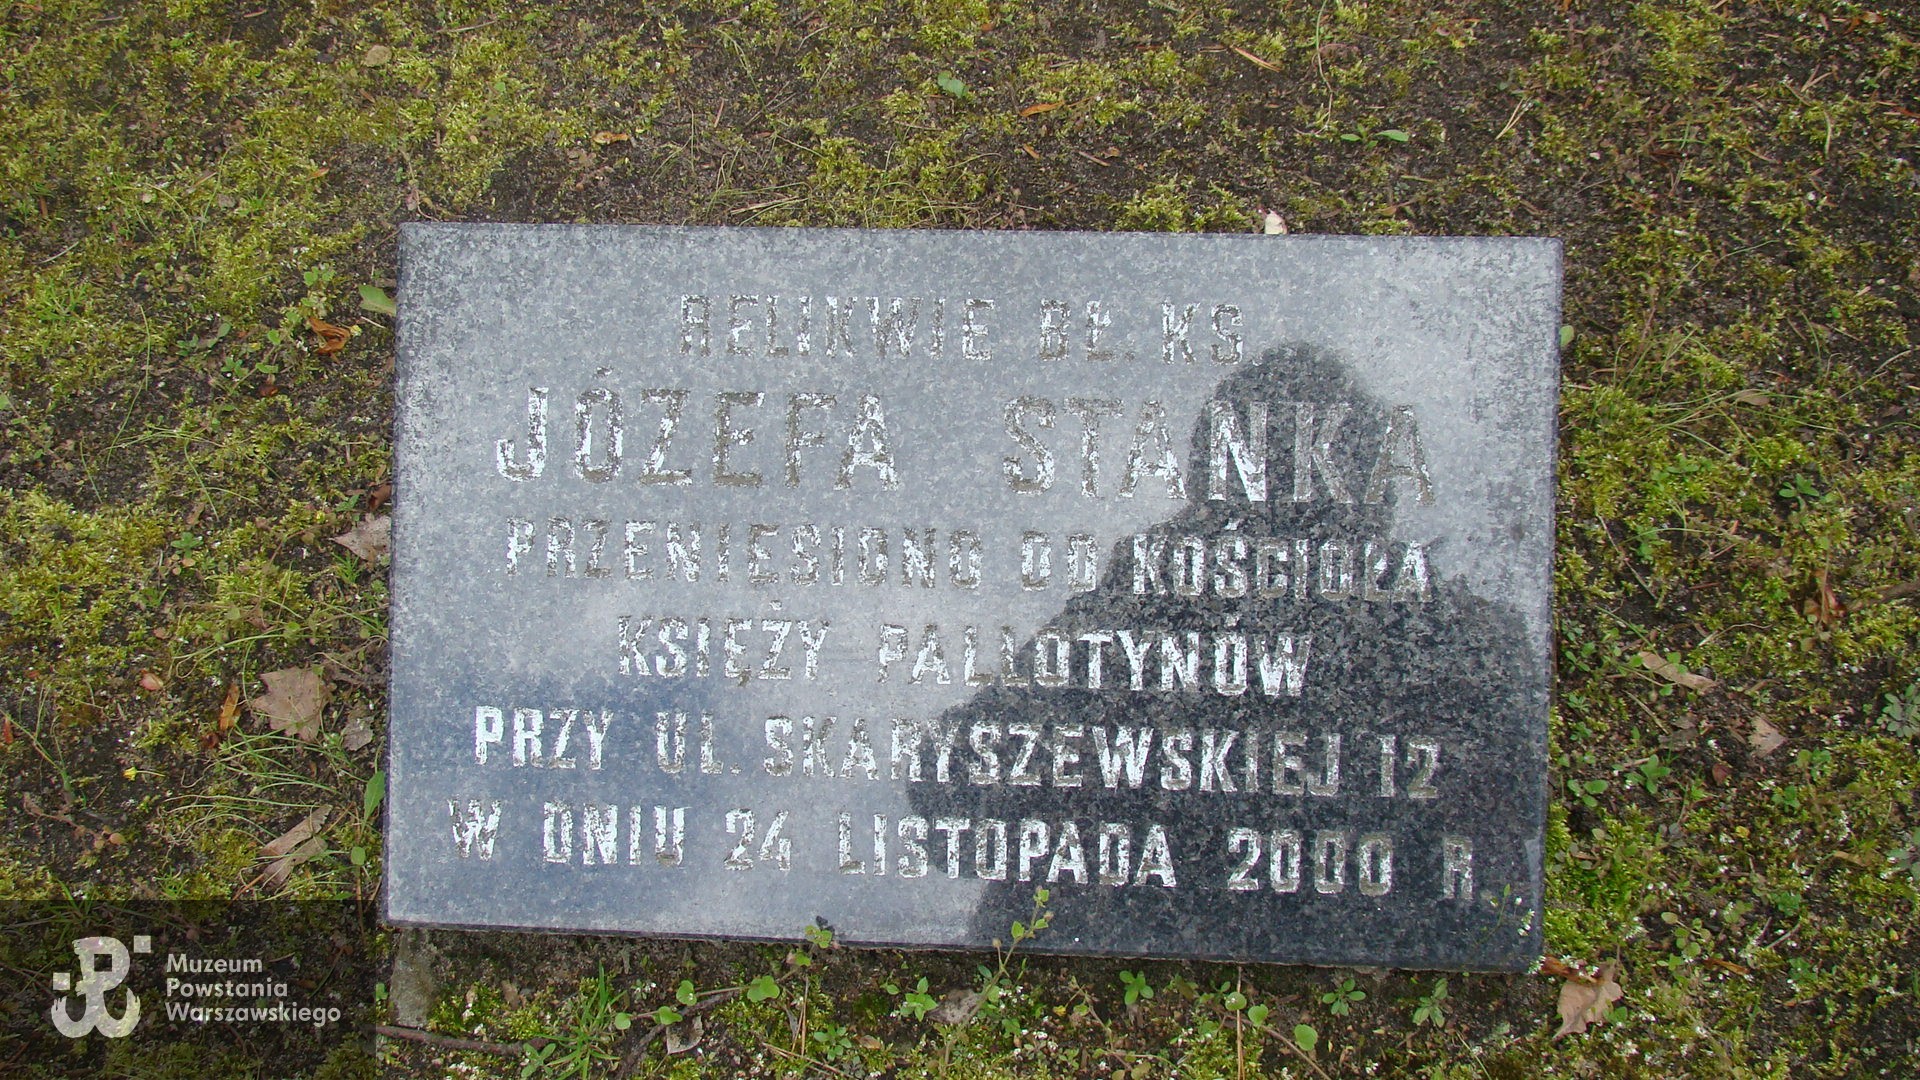 RELIKWIE BŁ. KS
JÓZEFA STANKA
PRZENIESIONO DO KOŚCIOŁA
KSIĘŻY PALLOTYNÓW
PRZY UL. SKARYSZEWSKIEJ 12
W DNIU 24 LISTOPADA 2000 R.
Muzeum
Powstania
Warszawskiego